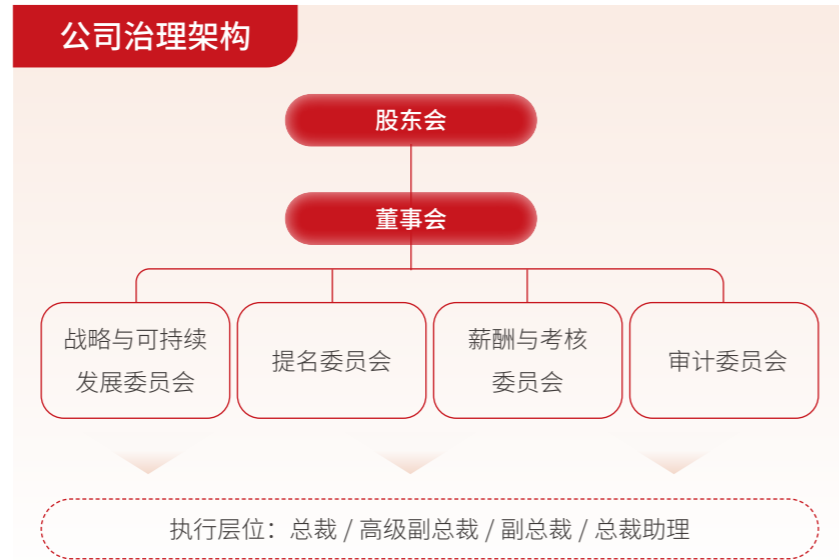 公司治理架构
股东会
董事会
战略与可持续
发展委员会
提名委员会
薪酬与考核
委员会
审计委员会
执行层位：总裁 / 高级副总裁 / 副总裁 / 总裁助理